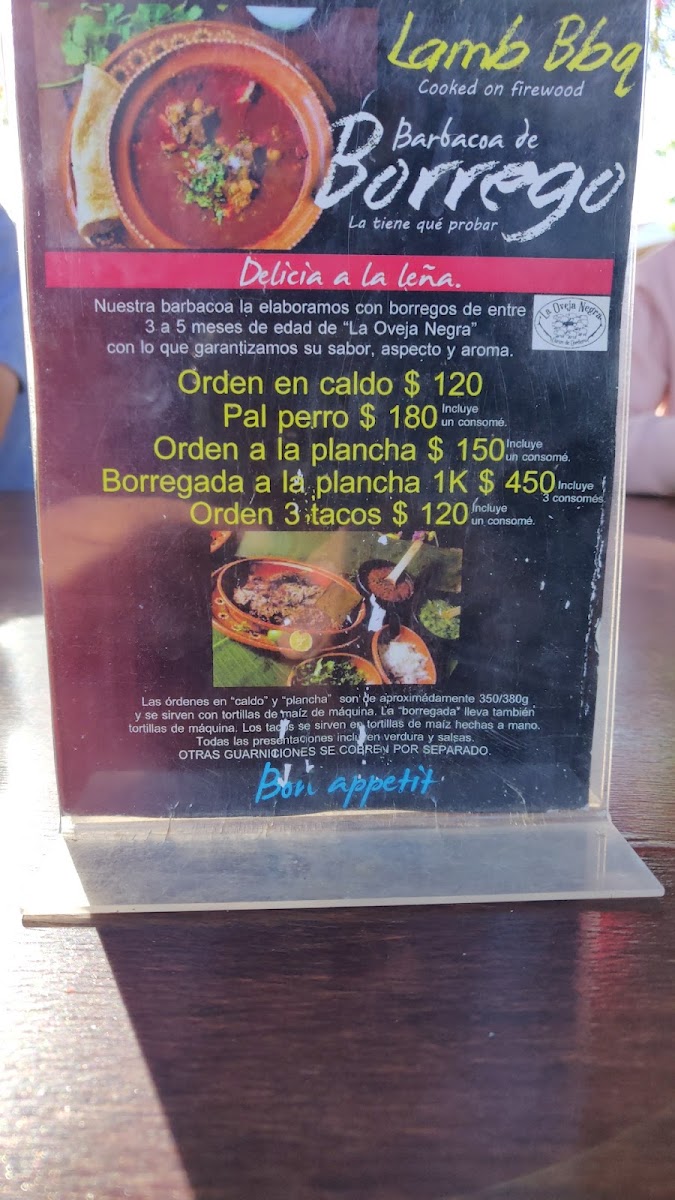 Lamb Bbq
Cooked on firewood
Barbacoa de
Borrego
La tiene qué probar
Delicia a la leña.
Nuestra barbacoa la elaboramos con borregos de entre
3 a 5 meses de edad de “La Oveja Negra”
con lo que garantizamos su sabor, aspecto y aroma.
La Oveja Negra
Orden en caldo $ 120
Pal perro $ 180 Incluye
un consomé.
Orden a la plancha $ 150 Incluye
un consomé.
Borregada a la plancha 1K $ 450 Incluye
3 consomés
Orden 3 tacos $ 120 Incluye
un consomé.
Las órdenes en “caldo” y “plancha” son de aproximádamente 350/380g
y se sirven con tortillas de maíz de máquina. La “borregada” lleva también
tortillas de máquina. Los tacos se sirven en tortillas de maíz hechas a mano.
Todas las presentaciones incluyen verdura y salsas.
OTRAS GUARNICIONES SE COBREN POR SEPARADO.
Bon appetit